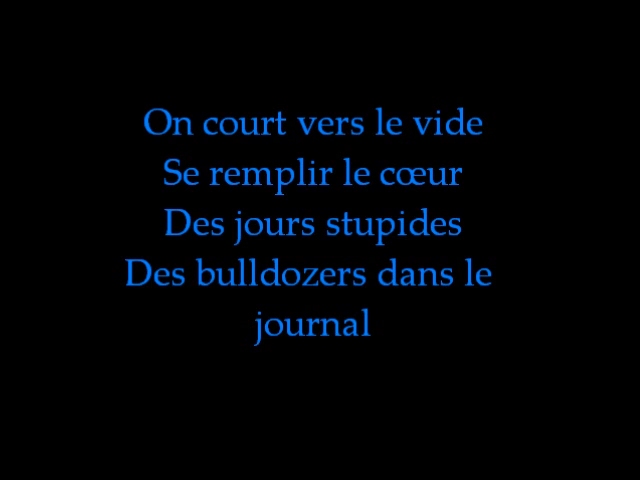 On court vers le vide
Se remplir le cœur
Des jours stupides
Des bulldozers dans le
journal